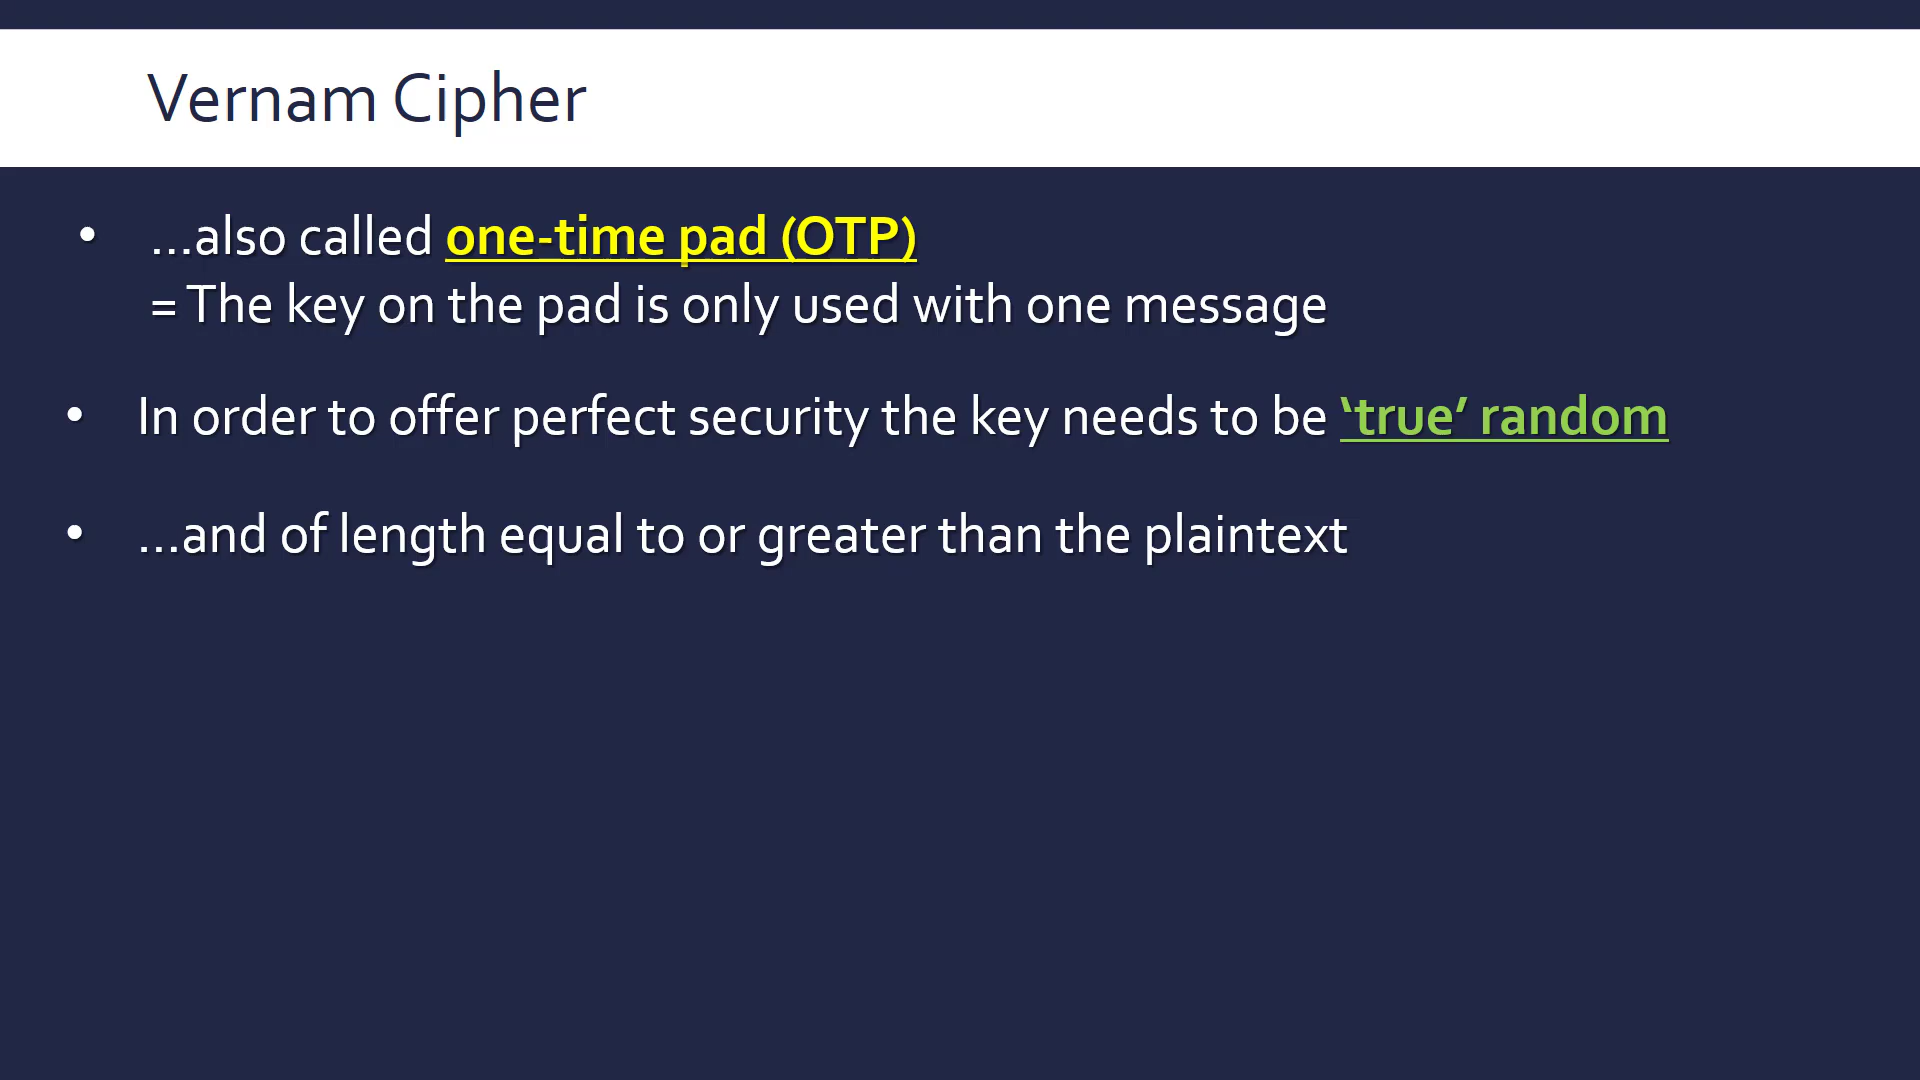 Vernam Cipher
• ...also called one-time pad (OTP)
= The key on the pad is only used with one message
• In order to offer perfect security the key needs to be ‘true’ random
• ...and of length equal to or greater than the plaintext